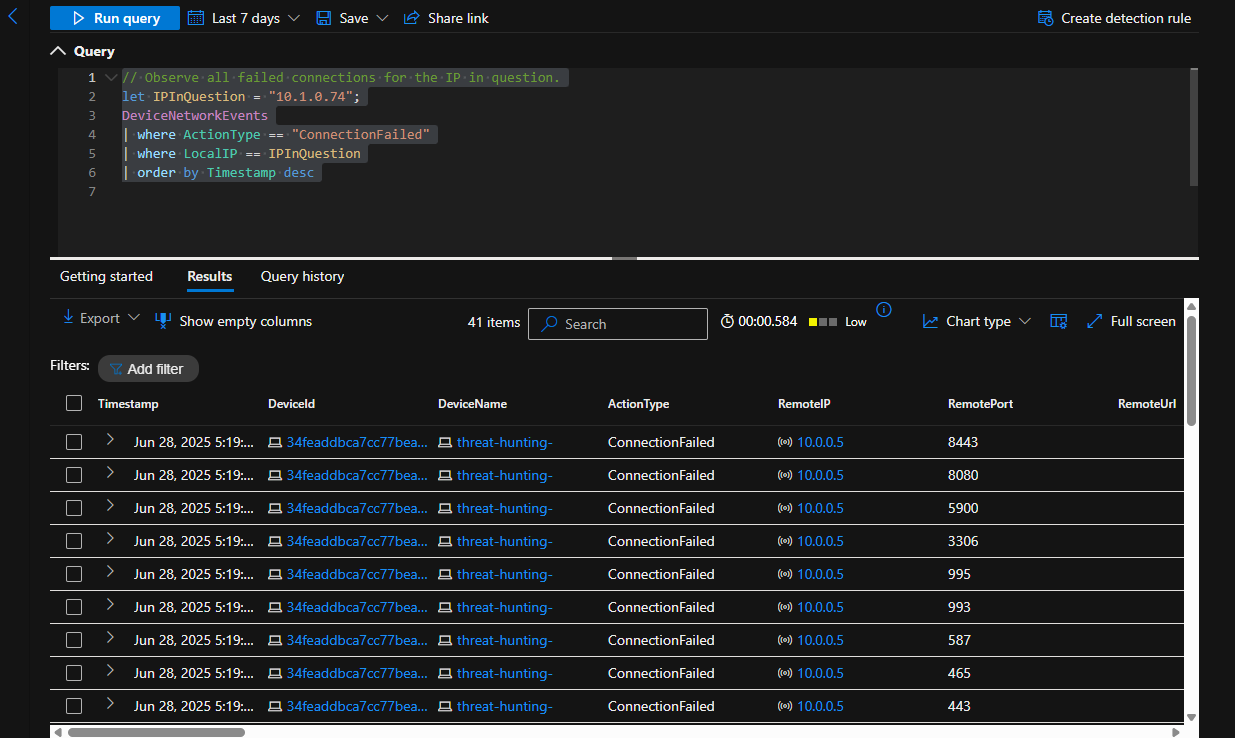 Run query Last 7 days Save Share link Create detection rule
Query
1 // Observe all failed connections for the IP in question.
2 let IPInQuestion = "10.1.0.74";
3 DeviceNetworkEvents
4 | where ActionType == "ConnectionFailed"
5 | where LocalIP == IPInQuestion
6 | order by Timestamp desc
7
Getting started Results Query history
Export Show empty columns 41 items Search 00:00.584 Low Chart type Full screen
Filters: Add filter
Timestamp DeviceId DeviceName ActionType RemoteIP RemotePort RemoteUrl
Jun 28, 2025 5:19:... 34feaddbca7cc77bea... threat-hunting- ConnectionFailed 10.0.0.5 8443
Jun 28, 2025 5:19:... 34feaddbca7cc77bea... threat-hunting- ConnectionFailed 10.0.0.5 8080
Jun 28, 2025 5:19:... 34feaddbca7cc77bea... threat-hunting- ConnectionFailed 10.0.0.5 5900
Jun 28, 2025 5:19:... 34feaddbca7cc77bea... threat-hunting- ConnectionFailed 10.0.0.5 3306
Jun 28, 2025 5:19:... 34feaddbca7cc77bea... threat-hunting- ConnectionFailed 10.0.0.5 995
Jun 28, 2025 5:19:... 34feaddbca7cc77bea... threat-hunting- ConnectionFailed 10.0.0.5 993
Jun 28, 2025 5:19:... 34feaddbca7cc77bea... threat-hunting- ConnectionFailed 10.0.0.5 587
Jun 28, 2025 5:19:... 34feaddbca7cc77bea... threat-hunting- ConnectionFailed 10.0.0.5 465
Jun 28, 2025 5:19:... 34feaddbca7cc77bea... threat-hunting- ConnectionFailed 10.0.0.5 443